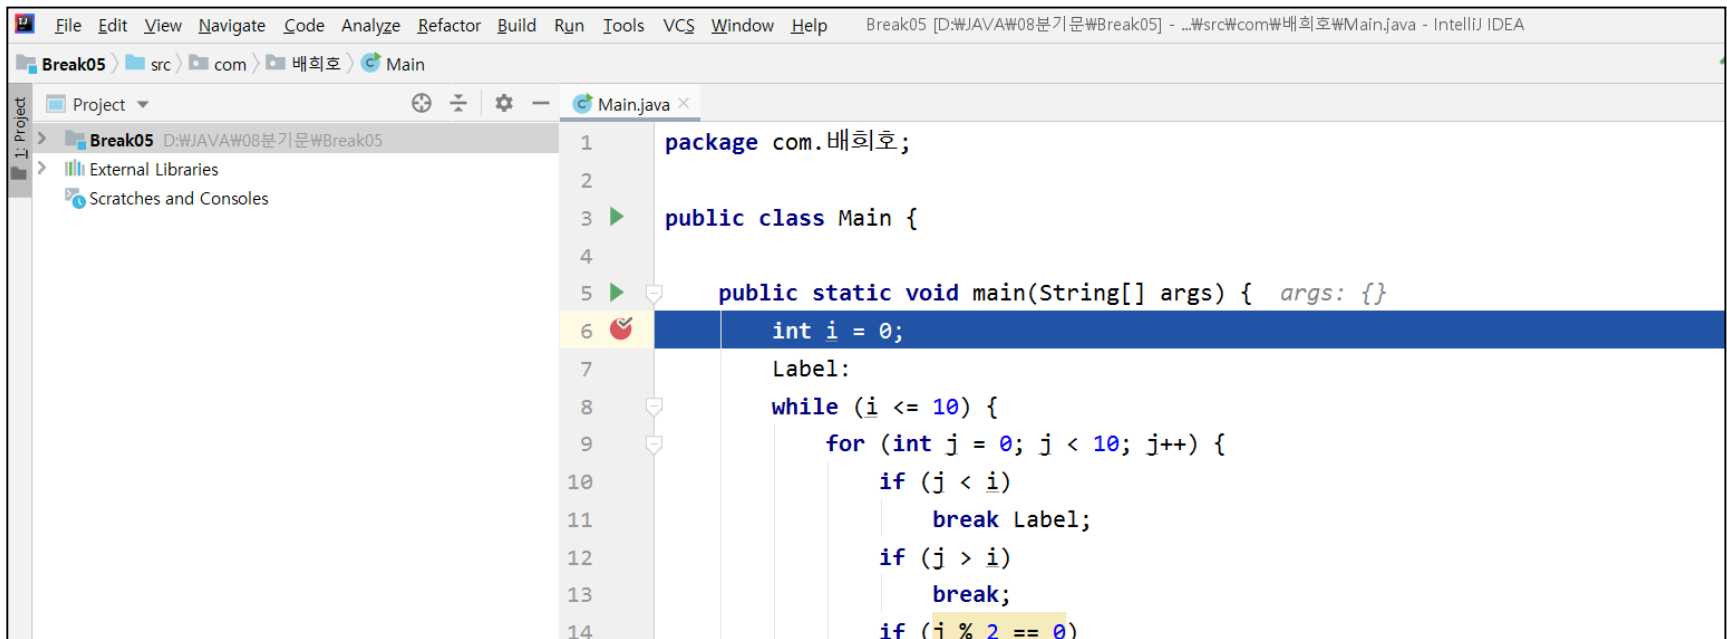 File Edit View Navigate Code Analyze Refactor Build Run Tools VCS Window Help Break05 [D:₩JAVA₩08분기문₩Break05] - ...₩src₩com₩배희호₩Main.java - IntelliJ IDEA
Break05 src com 배희호 Main
1: Project
Project
Break05 D:₩JAVA₩08분기문₩Break05
External Libraries
Scratches and Consoles
Main.java
1 package com.배희호;
2
3 public class Main {
4
5 public static void main(String[] args) { args: {}
6 int i = 0;
7 Label:
8 while (i <= 10) {
9 for (int j = 0; j < 10; j++) {
10 if (j < i)
11 break Label;
12 if (j > i)
13 break;
14 if (j % 2 == 0)